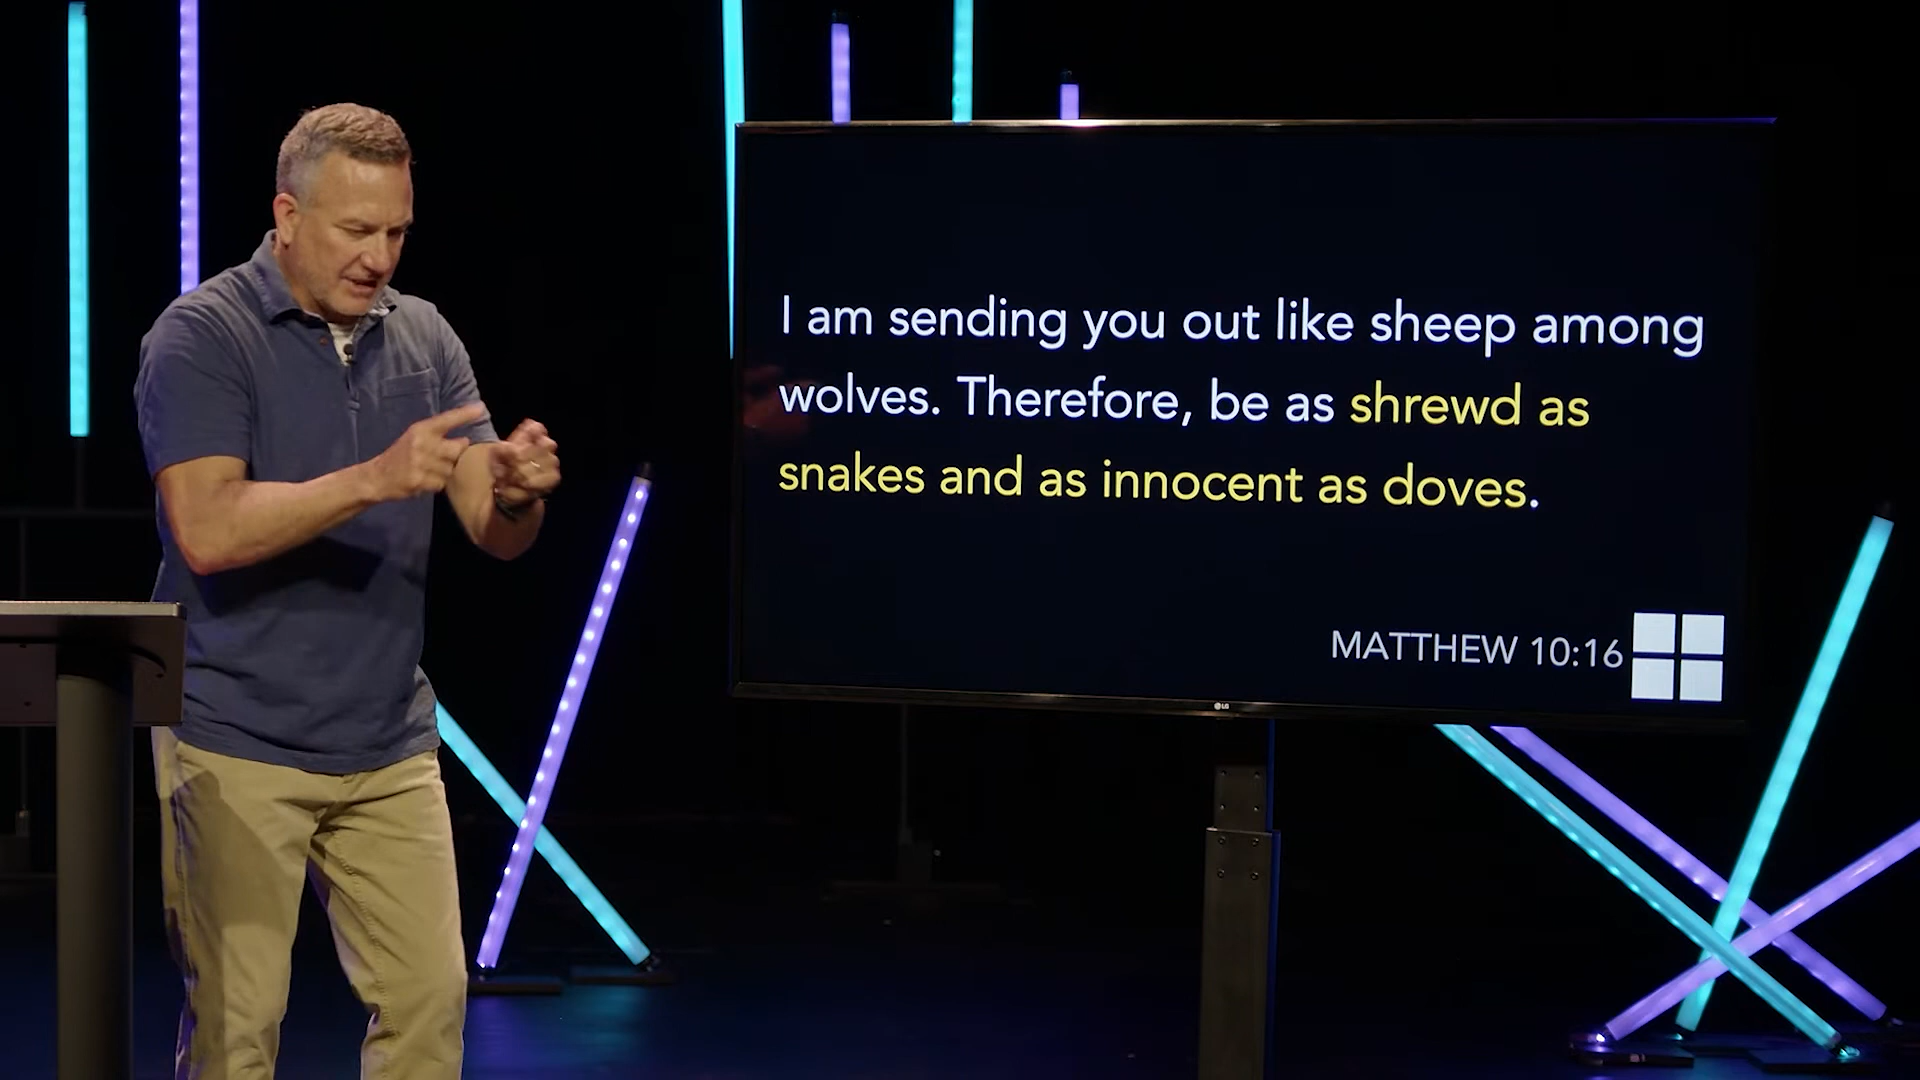 I am sending you out like sheep among
wolves. Therefore, be as shrewd as
snakes and as innocent as doves.
MATTHEW 10:16
LG